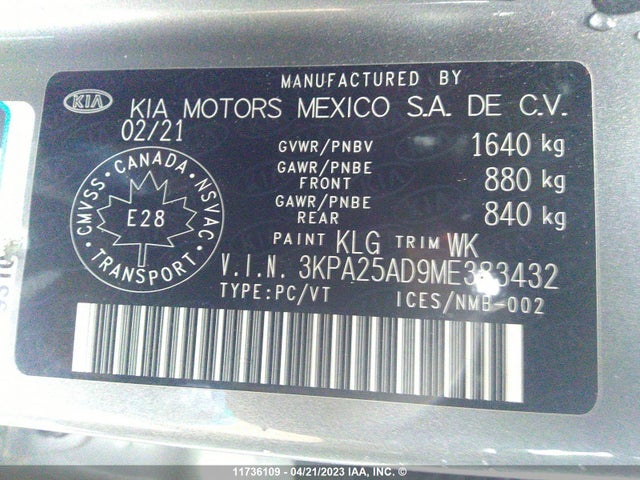 MANUFACTURED BY
KIA
KIA MOTORS MEXICO S.A. DE C.V.
02/21
GVWR/PNBV 1640 kg
GAWR/PNBE FRONT 880 kg
GAWR/PNBE REAR 840 kg
CMVSS · CANADA · NSVAC
E28
TRANSPORT
PAINT KLG TRIM WK
V.I.N. 3KPA25AD9ME383432
TYPE:PC/VT ICES/NMB-002
11736109 - 04/21/2023 IAA, INC. ©